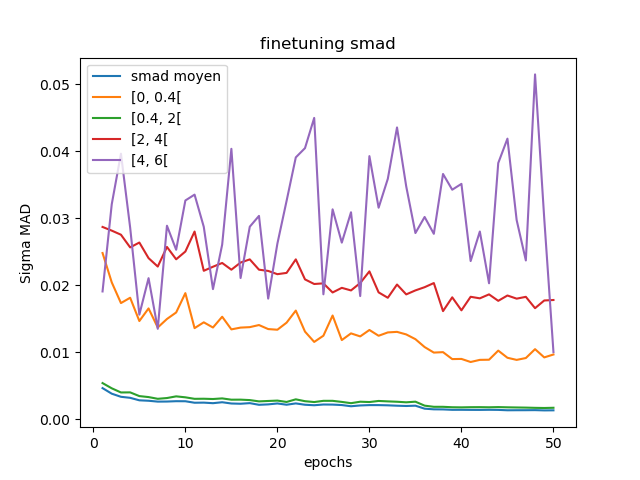 finetuning smad
smad moyen
[0, 0.4[
[0.4, 2[
[2, 4[
[4, 6[
0.05
0.04
0.03
0.02
0.01
0.00
Sigma MAD
0 10 20 30 40 50
epochs